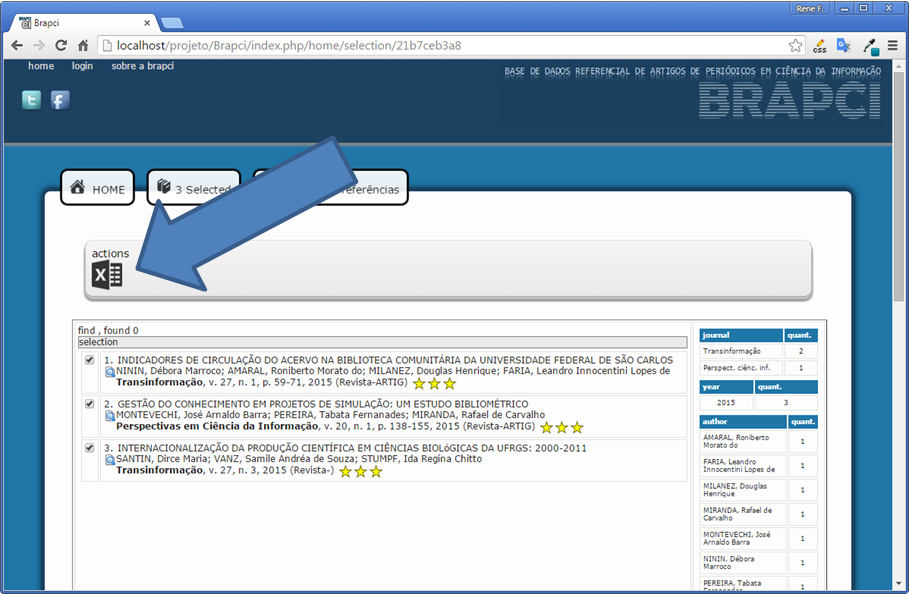 Rene F.
Brapci
localhost/projeto/Brapci/index.php/home/selection/21b7ceb3a8
CSS
home login sobre a brapci
BASE DE DADOS REFERENCIAL DE ARTIGOS DE PERIÓDICOS EM CIÊNCIA DA INFORMAÇÃO
BRAPCI
HOME
3 Selected
eferências
actions
find , found 0
selection
1. INDICADORES DE CIRCULAÇÃO DO ACERVO NA BIBLIOTECA COMUNITÁRIA DA UNIVERSIDADE FEDERAL DE SÃO CARLOS
NININ, Débora Marroco; AMARAL, Roniberto Morato do; MILANEZ, Douglas Henrique; FARIA, Leandro Innocentini Lopes de
Transinformação, v. 27, n. 1, p. 59-71, 2015 (Revista-ARTIG)
2. GESTÃO DO CONHECIMENTO EM PROJETOS DE SIMULAÇÃO: UM ESTUDO BIBLIOMÉTRICO
MONTEVECHI, José Arnaldo Barra; PEREIRA, Tabata Fernanades; MIRANDA, Rafael de Carvalho
Perspectivas em Ciência da Informação, v. 20, n. 1, p. 138-155, 2015 (Revista-ARTIG)
3. INTERNACIONALIZAÇÃO DA PRODUÇÃO CIENTÍFICA EM CIÊNCIAS BIOLóGICAS DA UFRGS: 2000-2011
SANTIN, Dirce Maria; VANZ, Samile Andréa de Souza; STUMPF, Ida Regina Chitto
Transinformação, v. 27, n. 3, 2015 (Revista-)
journal quant.
Transinformação 2
Perspect. ciênc. inf. 1
year quant.
2015 3
author quant.
AMARAL, Roniberto
Morato do 1
FARIA, Leandro
Innocentini Lopes de 1
MILANEZ, Douglas
Henrique 1
MIRANDA, Rafael de
Carvalho 1
MONTEVECHI, José
Arnaldo Barra 1
NININ, Débora
Marroco 1
PEREIRA, Tabata
Fernanades 1